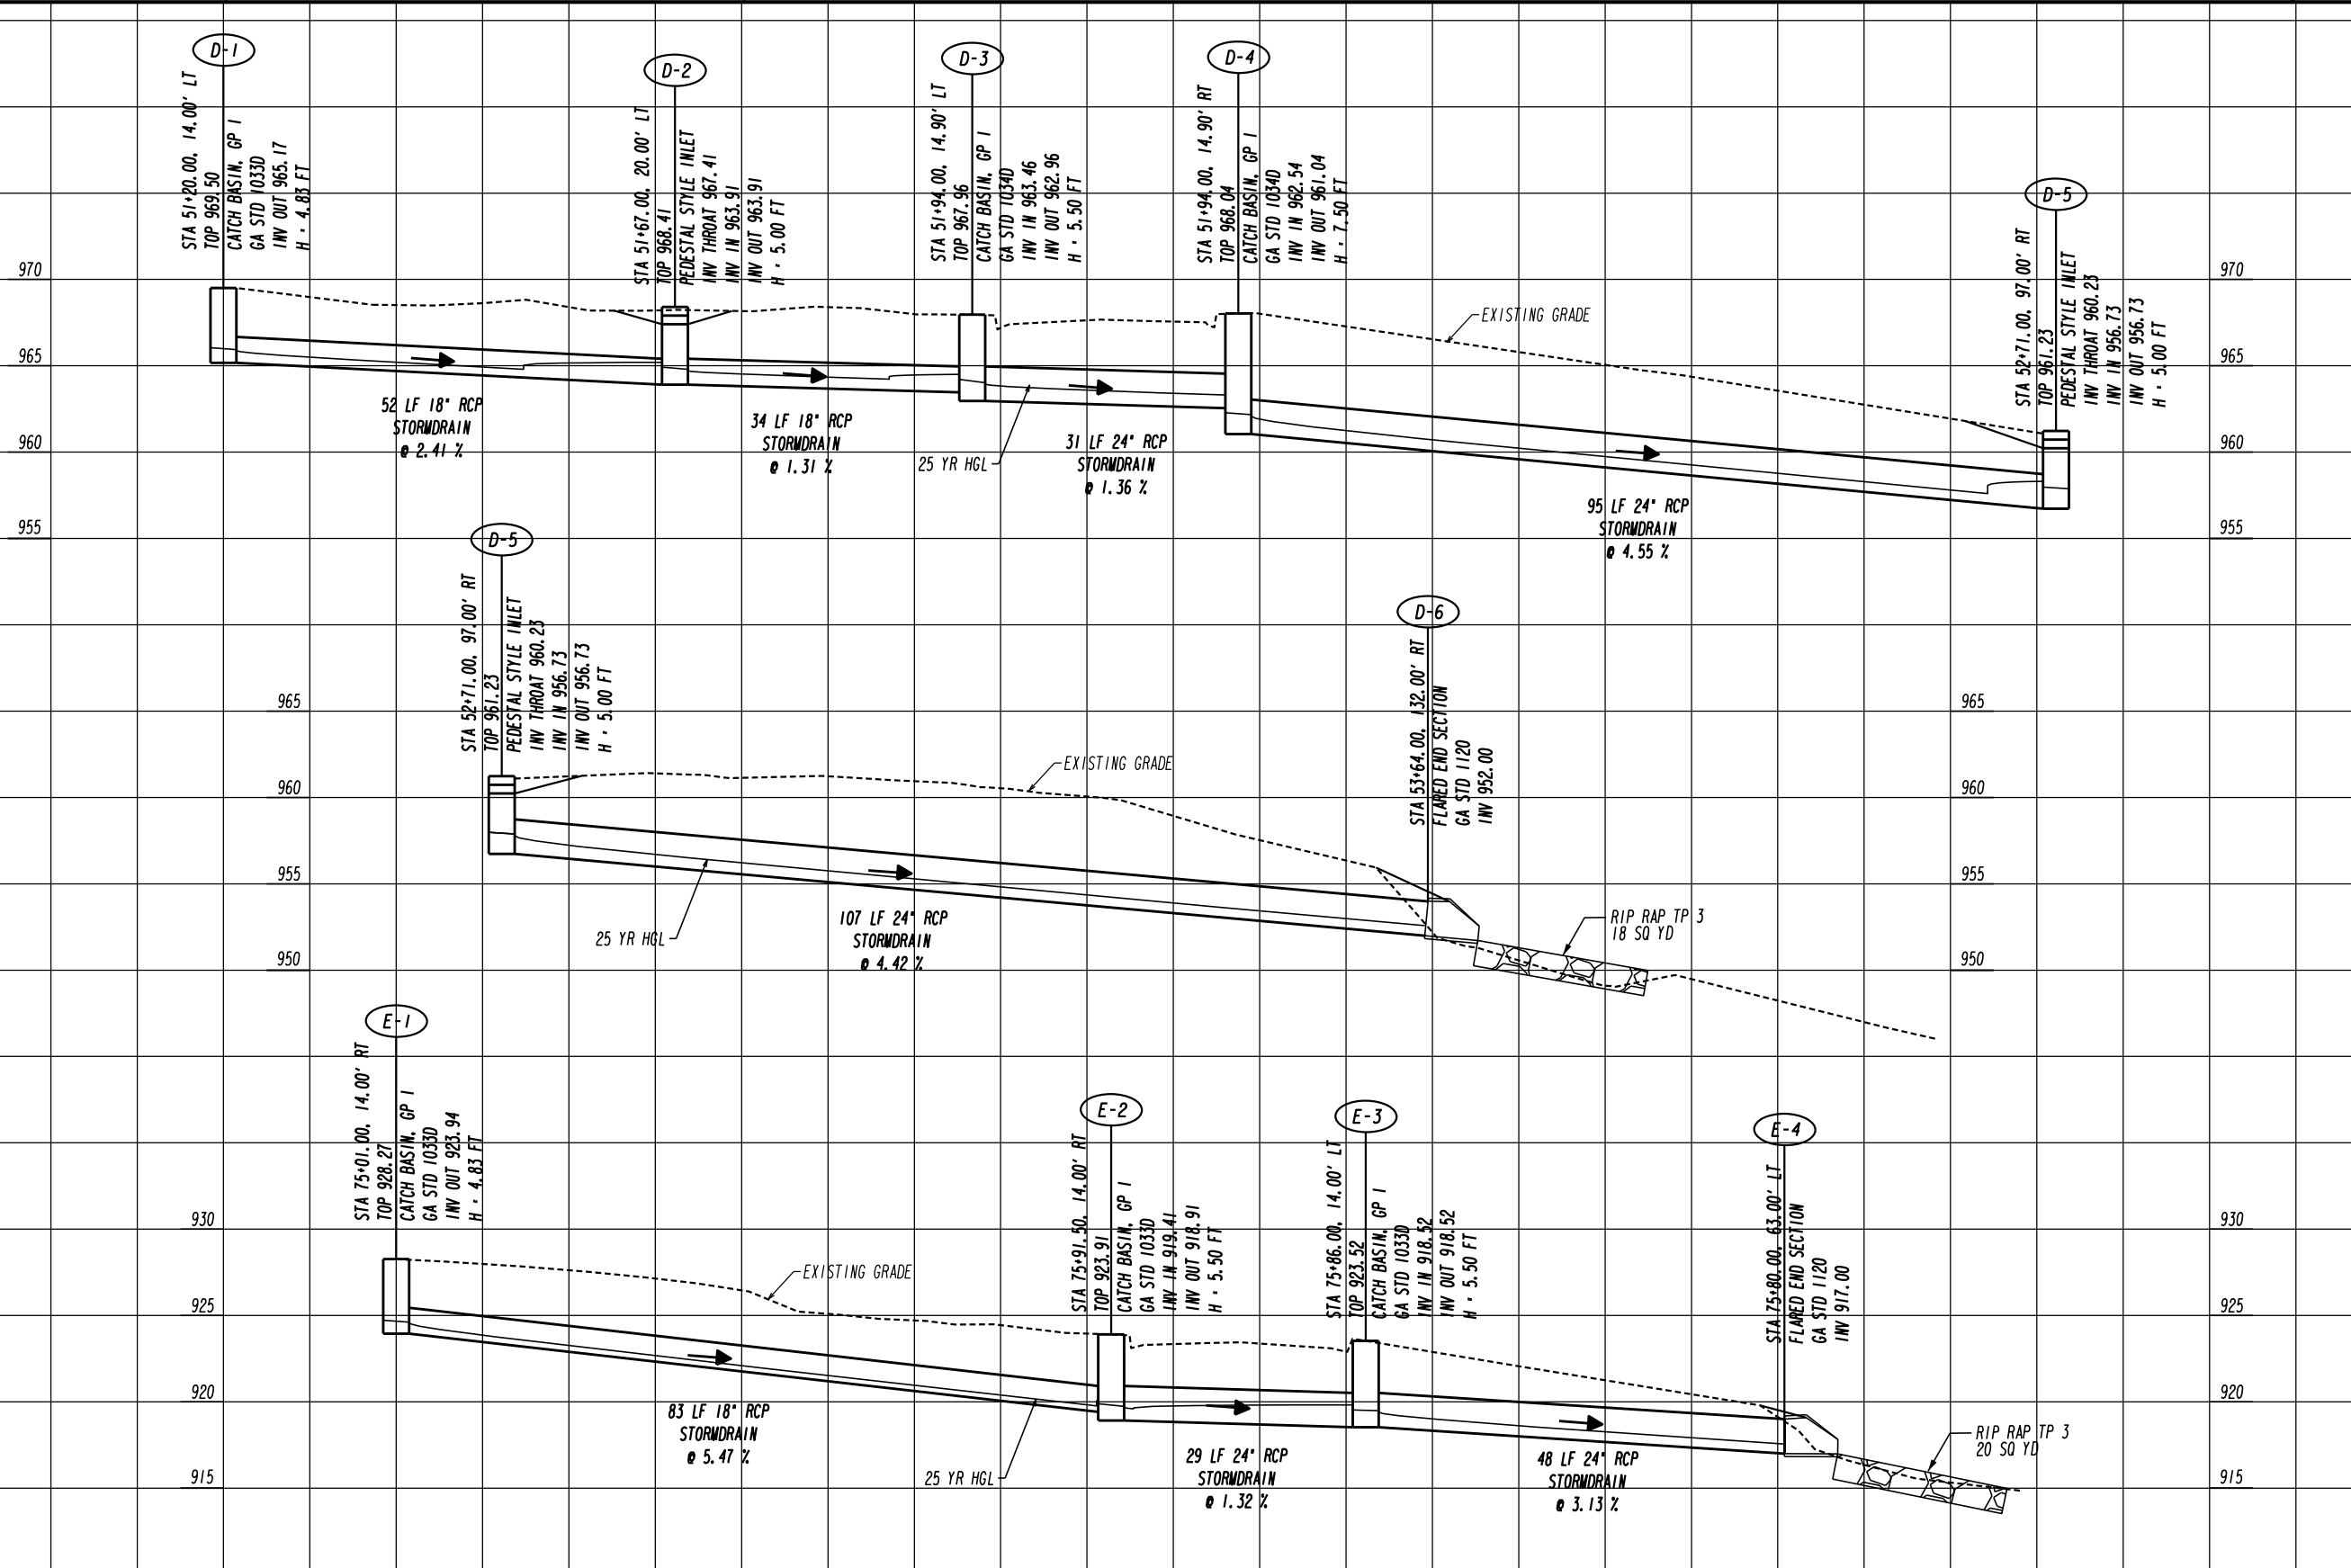 D-1
STA 51+20.00, 14.00' LT
TOP 969.50
CATCH BASIN, GP 1
GA STD 1033D
INV OUT 965.17
H = 4.83 FT
D-2
STA 51+67.00, 20.00' LT
TOP 968.41
PEDESTAL STYLE INLET
INV THROAT 967.41
INV IN 963.91
INV OUT 963.91
H = 5.00 FT
D-3
STA 51+94.00, 14.90' LT
TOP 967.96
CATCH BASIN, GP 1
GA STD 1034D
INV IN 963.46
INV OUT 962.96
H = 5.50 FT
D-4
STA 51+94.00, 14.90' RT
TOP 968.04
CATCH BASIN, GP 1
GA STD 1034D
INV IN 962.54
INV OUT 961.04
H = 7.50 FT
D-5
STA 52+71.00, 97.00' RT
TOP 961.23
PEDESTAL STYLE INLET
INV THROAT 960.23
INV IN 956.73
INV OUT 956.73
H = 5.00 FT
970
965
960
955
970
965
960
955
EXISTING GRADE
52 LF 18" RCP
STORMDRAIN
@ 2.41 %
34 LF 18" RCP
STORMDRAIN
@ 1.31 %
25 YR HGL
31 LF 24" RCP
STORMDRAIN
@ 1.36 %
95 LF 24" RCP
STORMDRAIN
@ 4.55 %
D-5
STA 52+71.00, 97.00' RT
TOP 961.23
PEDESTAL STYLE INLET
INV THROAT 960.23
INV IN 956.73
INV OUT 956.73
H = 5.00 FT
D-6
STA 53+64.00, 132.00' RT
FLARED END SECTION
GA STD 1120
INV 952.00
965
960
955
950
965
960
955
950
EXISTING GRADE
25 YR HGL
107 LF 24" RCP
STORMDRAIN
@ 4.42 %
RIP RAP TP 3
18 SQ YD
E-1
STA 75+01.00, 14.00' RT
TOP 928.27
CATCH BASIN, GP 1
GA STD 1033D
INV OUT 923.94
H = 4.83 FT
E-2
STA 75+91.50, 14.00' RT
TOP 923.91
CATCH BASIN, GP 1
GA STD 1033D
INV IN 919.41
INV OUT 918.91
H = 5.50 FT
E-3
STA 75+86.00, 14.00' LT
TOP 923.52
CATCH BASIN, GP 1
GA STD 1033D
INV IN 918.52
INV OUT 918.52
H = 5.50 FT
E-4
STA 75+80.00, 63.00' LT
FLARED END SECTION
GA STD 1120
INV 917.00
930
925
920
915
930
925
920
915
EXISTING GRADE
83 LF 18" RCP
STORMDRAIN
@ 5.47 %
25 YR HGL
29 LF 24" RCP
STORMDRAIN
@ 1.32 %
48 LF 24" RCP
STORMDRAIN
@ 3.13 %
RIP RAP TP 3
20 SQ YD